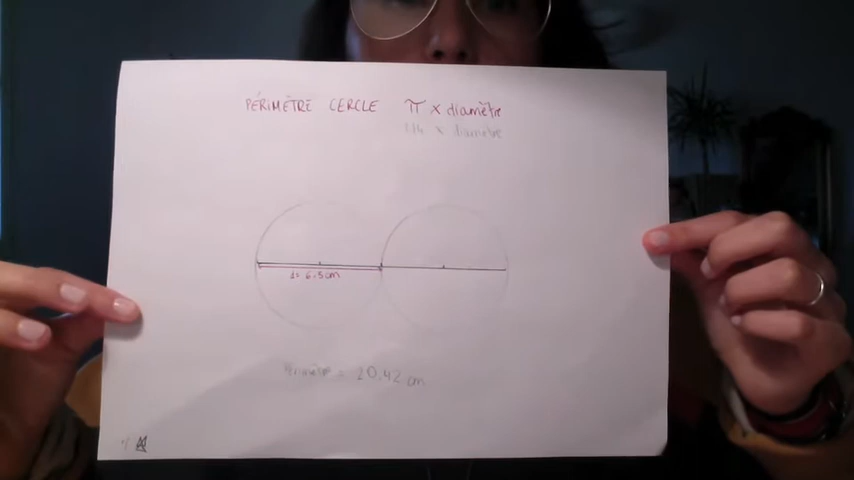 PÉRIMÈTRE CERCLE π x diamètre
3,14 x diamètre
d= 6.5cm
Périmètre = 20.42 cm